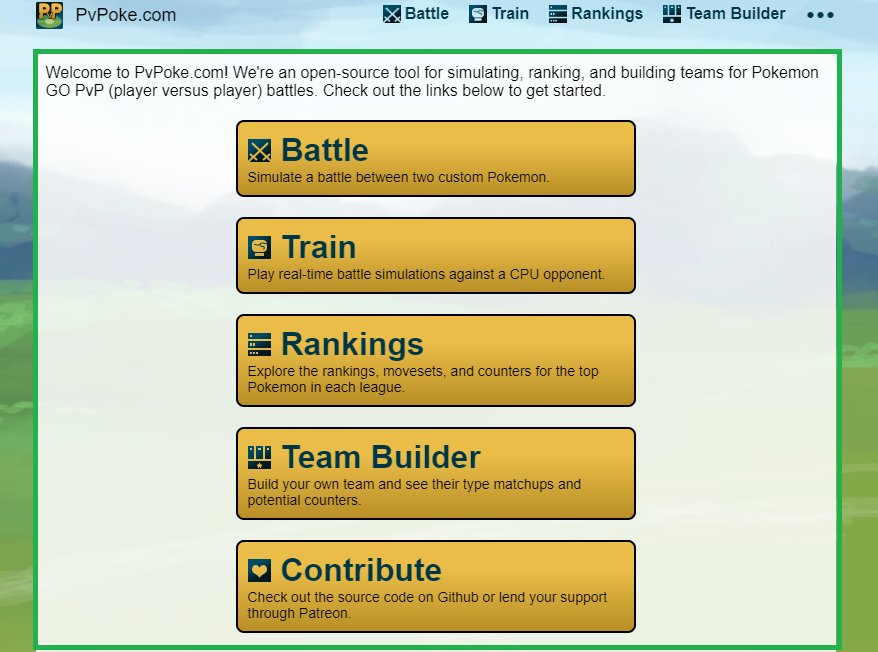 PvPoke.com
Battle
Train
Rankings
Team Builder
Welcome to PvPoke.com! We're an open-source tool for simulating, ranking, and building teams for Pokemon
GO PvP (player versus player) battles. Check out the links below to get started.
Battle
Simulate a battle between two custom Pokemon.
Train
Play real-time battle simulations against a CPU opponent.
Rankings
Explore the rankings, movesets, and counters for the top
Pokemon in each league.
Team Builder
Build your own team and see their type matchups and
potential counters.
Contribute
Check out the source code on Github or lend your support
through Patreon.